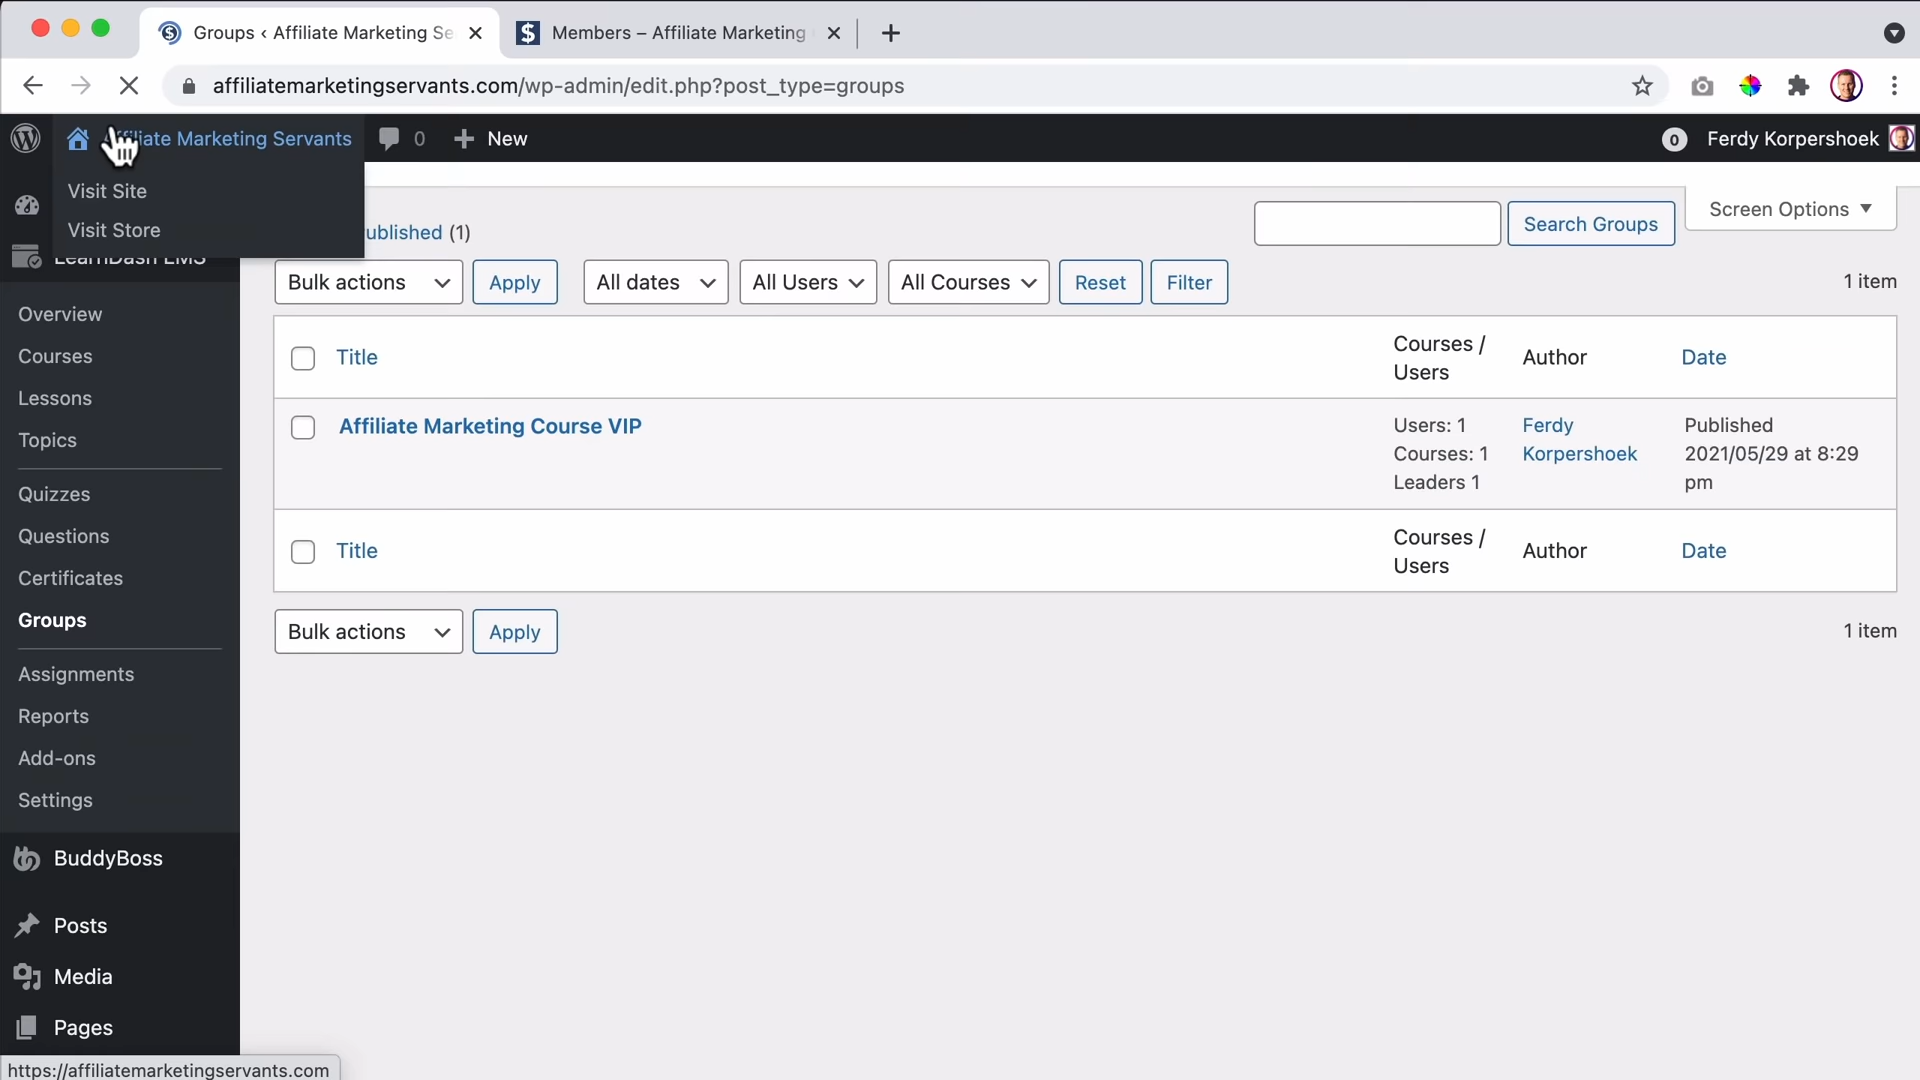 Groups ‹ Affiliate Marketing Se
Members – Affiliate Marketing
affiliatemarketingservants.com/wp-admin/edit.php?post_type=groups
Marketing Servants
0
New
0
Ferdy Korpershoek
Visit Site
Visit Store
(1)
Search Groups
Screen Options
Bulk actions
Apply
All dates
All Users
All Courses
Reset
Filter
1 item
Overview
Courses
Lessons
Topics
Quizzes
Questions
Certificates
Groups
Assignments
Reports
Add-ons
Settings
BuddyBoss
Posts
Media
Pages
Title
Courses /
Users
Author
Date
Affiliate Marketing Course VIP
Users: 1
Courses: 1
Leaders 1
Ferdy
Korpershoek
Published
2021/05/29 at 8:29
pm
Title
Courses /
Users
Author
Date
Bulk actions
Apply
1 item
https://affiliatemarketingservants.com